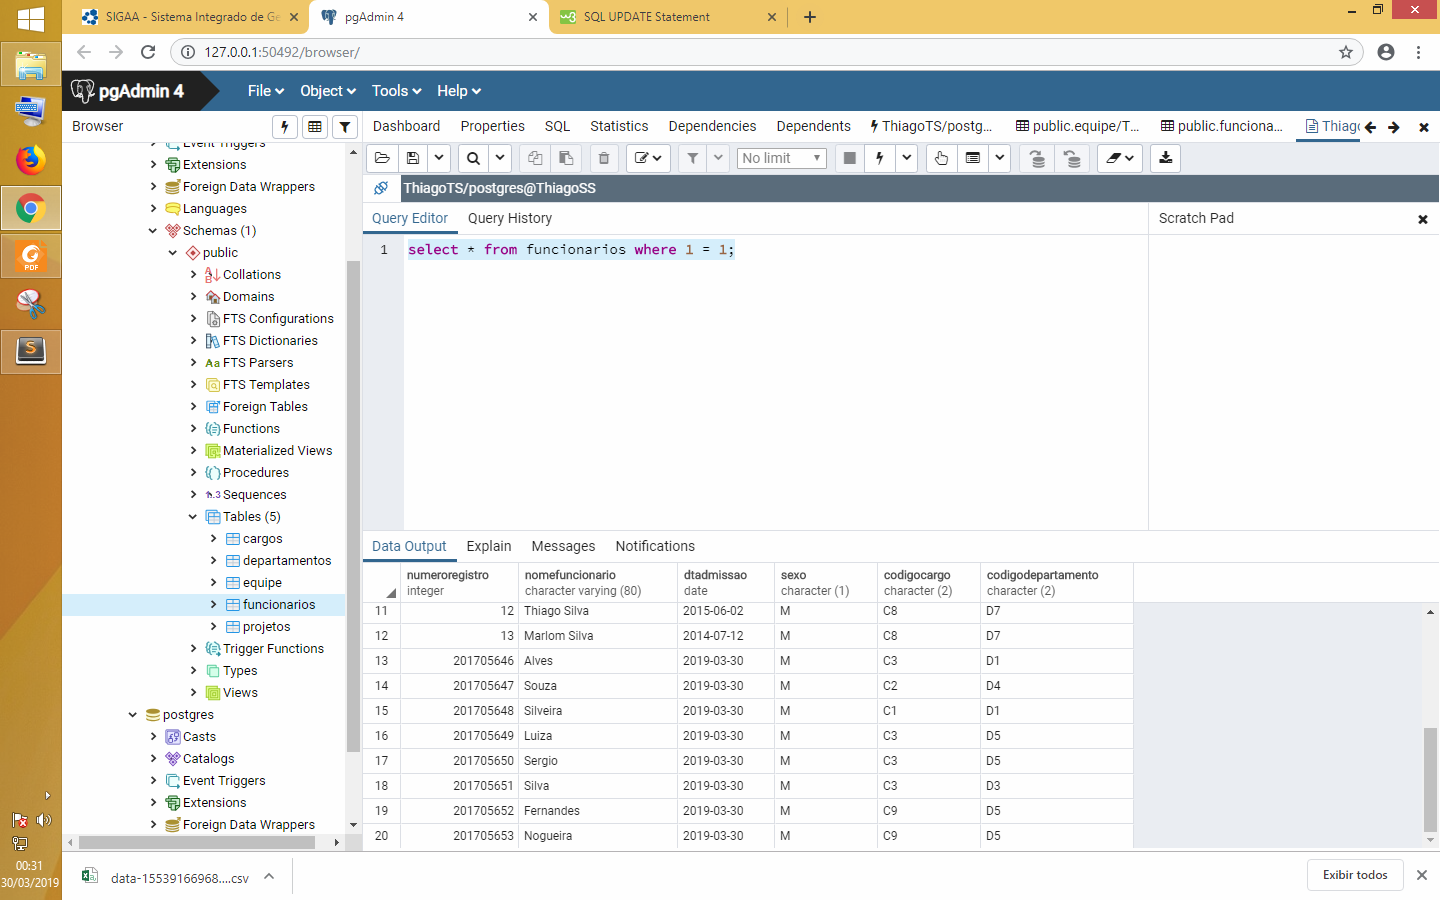 SIGAA - Sistema Integrado de Ge
pgAdmin 4
SQL UPDATE Statement
127.0.0.1:50492/browser/
pgAdmin 4
File
Object
Tools
Help
Browser
Dashboard
Properties
SQL
Statistics
Dependencies
Dependents
ThiagoTS/postg...
public.equipe/T...
public.funciona...
Thiago
No limit
ThiagoTS/postgres@ThiagoSS
Query Editor
Query History
Scratch Pad
1 select * from funcionarios where 1 = 1;
Event Triggers
Extensions
Foreign Data Wrappers
Languages
Schemas (1)
public
Collations
Domains
FTS Configurations
FTS Dictionaries
FTS Parsers
FTS Templates
Foreign Tables
Functions
Materialized Views
Procedures
Sequences
Tables (5)
cargos
departamentos
equipe
funcionarios
projetos
Trigger Functions
Types
Views
postgres
Casts
Catalogs
Event Triggers
Extensions
Foreign Data Wrappers
Data Output
Explain
Messages
Notifications
numeroregistro nomefuncionario dtadmissao sexo codigocargo codigodepartamento
integer character varying (80) date character (1) character (2) character (2)
11 12 Thiago Silva 2015-06-02 M C8 D7
12 13 Marlom Silva 2014-07-12 M C8 D7
13 201705646 Alves 2019-03-30 M C3 D1
14 201705647 Souza 2019-03-30 M C2 D4
15 201705648 Silveira 2019-03-30 M C1 D1
16 201705649 Luiza 2019-03-30 M C3 D5
17 201705650 Sergio 2019-03-30 M C3 D5
18 201705651 Silva 2019-03-30 M C3 D3
19 201705652 Fernandes 2019-03-30 M C9 D5
20 201705653 Nogueira 2019-03-30 M C9 D5
PDF
S
00:31
30/03/2019
data-15539166968....csv
Exibir todos